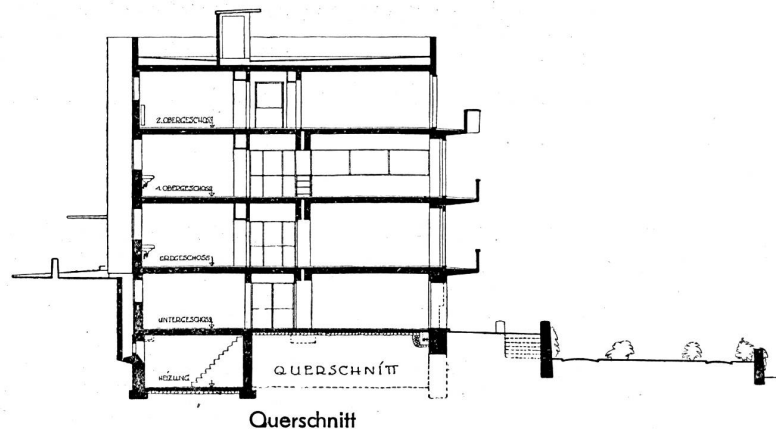 2. OBERGESCHOSS
1. OBERGESCHOSS
ERDGESCHOSS
UNTERGESCHOSS
HEIZUNG
QUERSCHNITT
Querschnitt